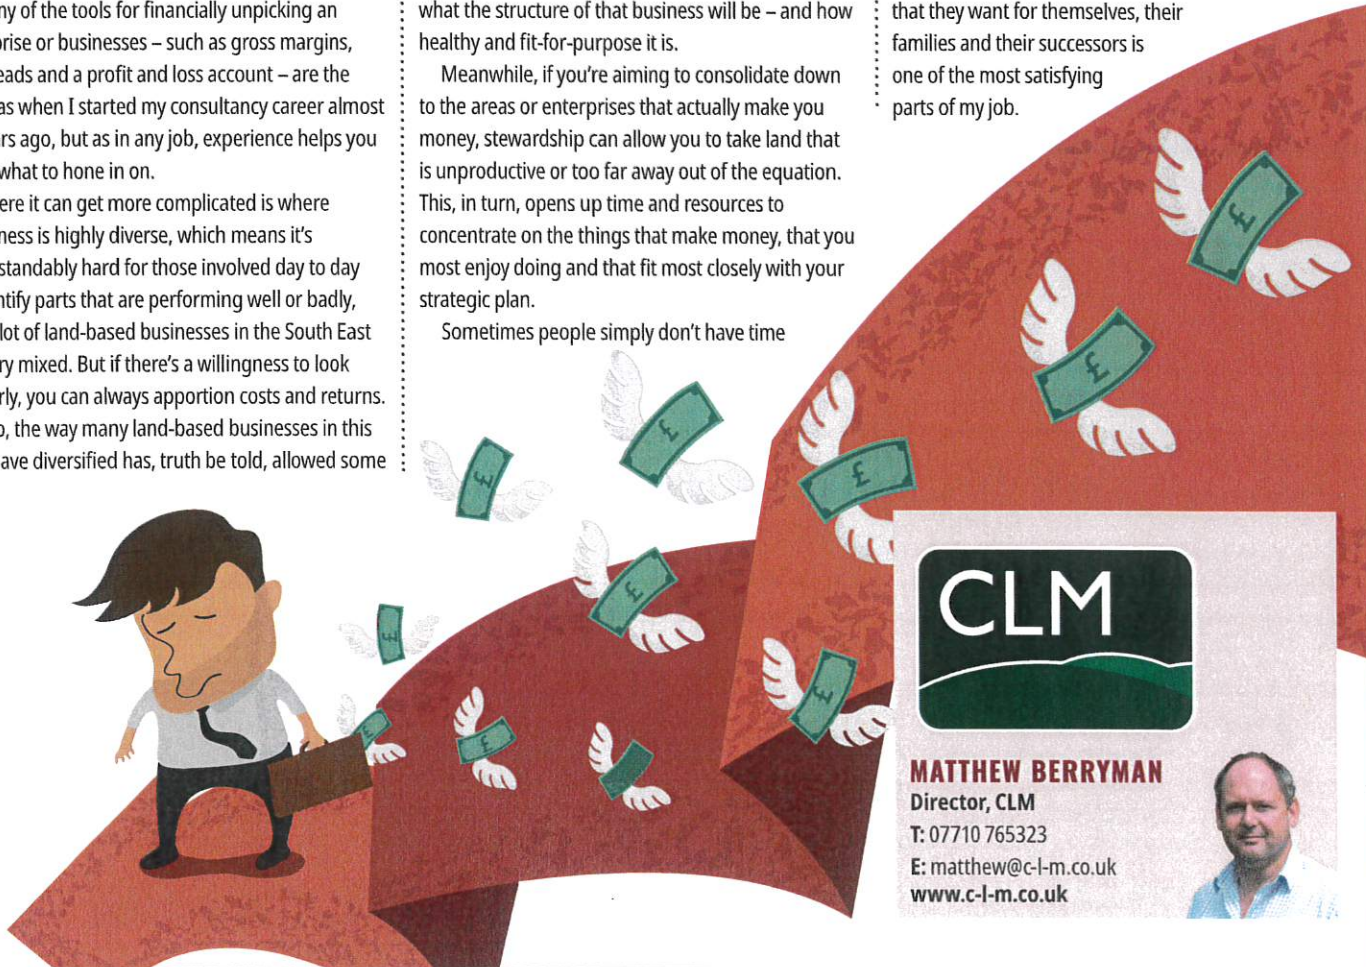 ny of the tools for financially unpicking an
rise or businesses – such as gross margins,
eads and a profit and loss account – are the
as when I started my consultancy career almost
rs ago, but as in any job, experience helps you
what to hone in on.
ere it can get more complicated is where
ness is highly diverse, which means it's
standably hard for those involved day to day
ntify parts that are performing well or badly,
lot of land-based businesses in the South East
ry mixed. But if there's a willingness to look
rly, you can always apportion costs and returns.
o, the way many land-based businesses in this
ave diversified has, truth be told, allowed some
what the structure of that business will be – and how
healthy and fit-for-purpose it is.
Meanwhile, if you're aiming to consolidate down
to the areas or enterprises that actually make you
money, stewardship can allow you to take land that
is unproductive or too far away out of the equation.
This, in turn, opens up time and resources to
concentrate on the things that make money, that you
most enjoy doing and that fit most closely with your
strategic plan.
Sometimes people simply don't have time
that they want for themselves, their
families and their successors is
one of the most satisfying
parts of my job.
£
£
£
£
£
£
£
£
£
£
CLM
MATTHEW BERRYMAN
Director, CLM
T: 07710 765323
E: matthew@c-l-m.co.uk
www.c-l-m.co.uk